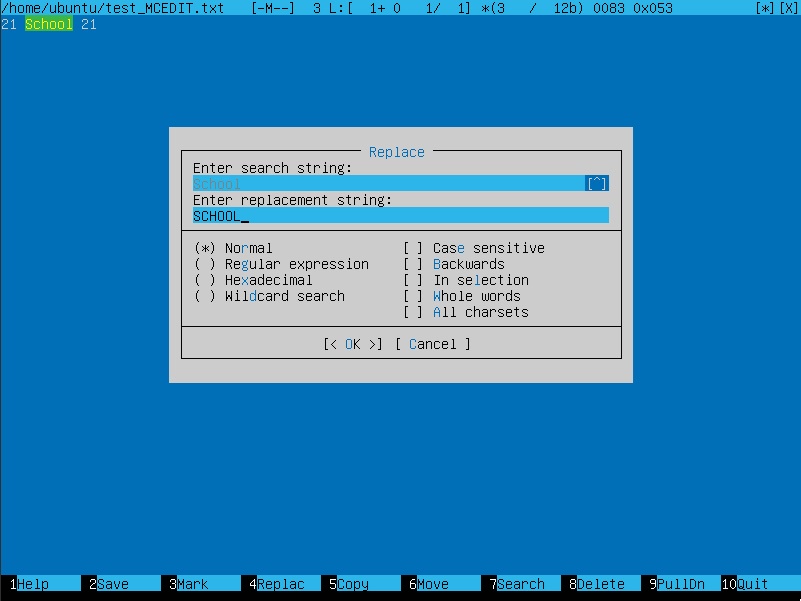 /home/ubuntu/test_MCEDIT.txt [-M--] 3 L:[ 1+ 0 1/ 1] *(3 / 12b) 0083 0x053 [*][X]
21 School 21
Replace
Enter search string:
School [^]
Enter replacement string:
SCHOOL_
(*) Normal [ ] Case sensitive
( ) Regular expression [ ] Backwards
( ) Hexadecimal [ ] In selection
( ) Wildcard search [ ] Whole words
[ ] All charsets
[< OK >] [ Cancel ]
1Help 2Save 3Mark 4Replac 5Copy 6Move 7Search 8Delete 9PullDn 10Quit